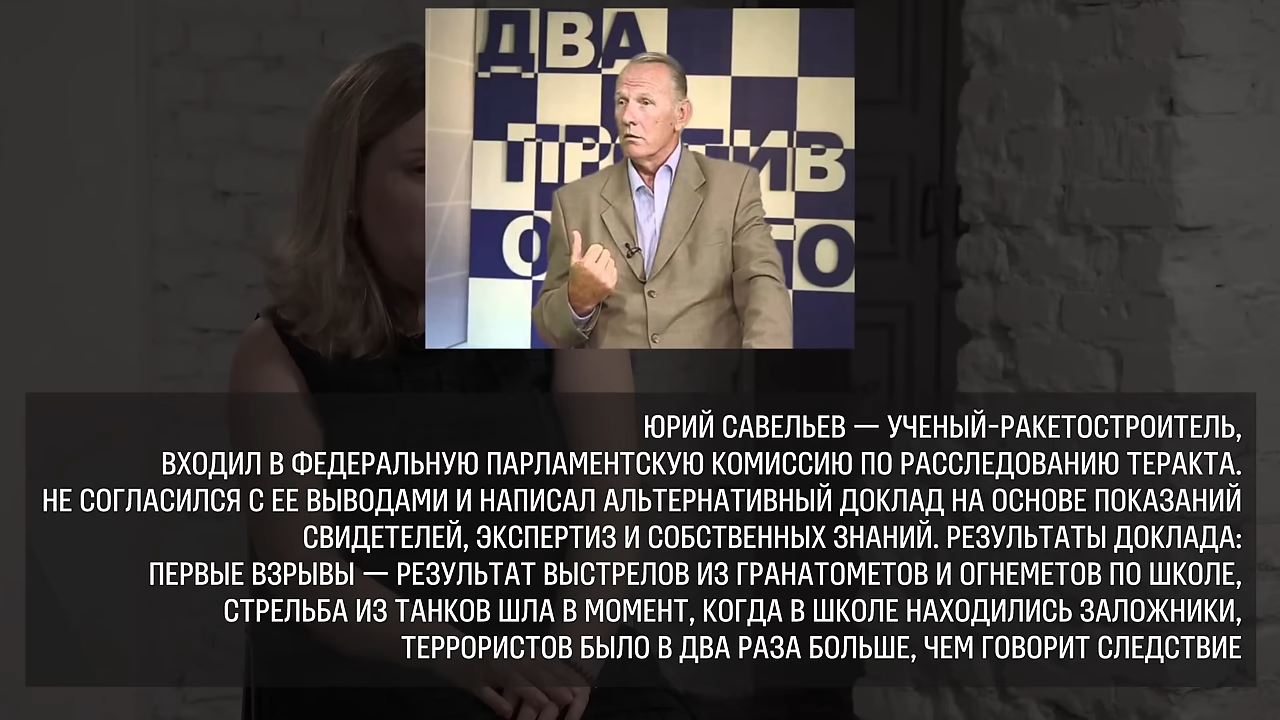 ДВА
ПРОТИВ
ЮРИЙ САВЕЛЬЕВ — УЧЕНЫЙ-РАКЕТОСТРОИТЕЛЬ,
ВХОДИЛ В ФЕДЕРАЛЬНУЮ ПАРЛАМЕНТСКУЮ КОМИССИЮ ПО РАССЛЕДОВАНИЮ ТЕРАКТА.
НЕ СОГЛАСИЛСЯ С ЕЕ ВЫВОДАМИ И НАПИСАЛ АЛЬТЕРНАТИВНЫЙ ДОКЛАД НА ОСНОВЕ ПОКАЗАНИЙ
СВИДЕТЕЛЕЙ, ЭКСПЕРТИЗ И СОБСТВЕННЫХ ЗНАНИЙ. РЕЗУЛЬТАТЫ ДОКЛАДА:
ПЕРВЫЕ ВЗРЫВЫ — РЕЗУЛЬТАТ ВЫСТРЕЛОВ ИЗ ГРАНАТОМЕТОВ И ОГНЕМЕТОВ ПО ШКОЛЕ,
СТРЕЛЬБА ИЗ ТАНКОВ ШЛА В МОМЕНТ, КОГДА В ШКОЛЕ НАХОДИЛИСЬ ЗАЛОЖНИКИ,
ТЕРРОРИСТОВ БЫЛО В ДВА РАЗА БОЛЬШЕ, ЧЕМ ГОВОРИТ СЛЕДСТВИЕ